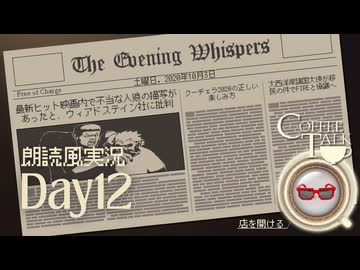 The Evening Whispers
Free of Charge
土曜日, 2020年10月3日
最新ヒット映画内で不当な人狼の描写が
あったと、ウィアドステイン社に批判
クーチェラ2020の正しい
楽しみ方
大西洋岸諸国大使が移
民の件でFIREと協議へ
COFFEE
TALK
朗読風実況
Day12
店を開ける